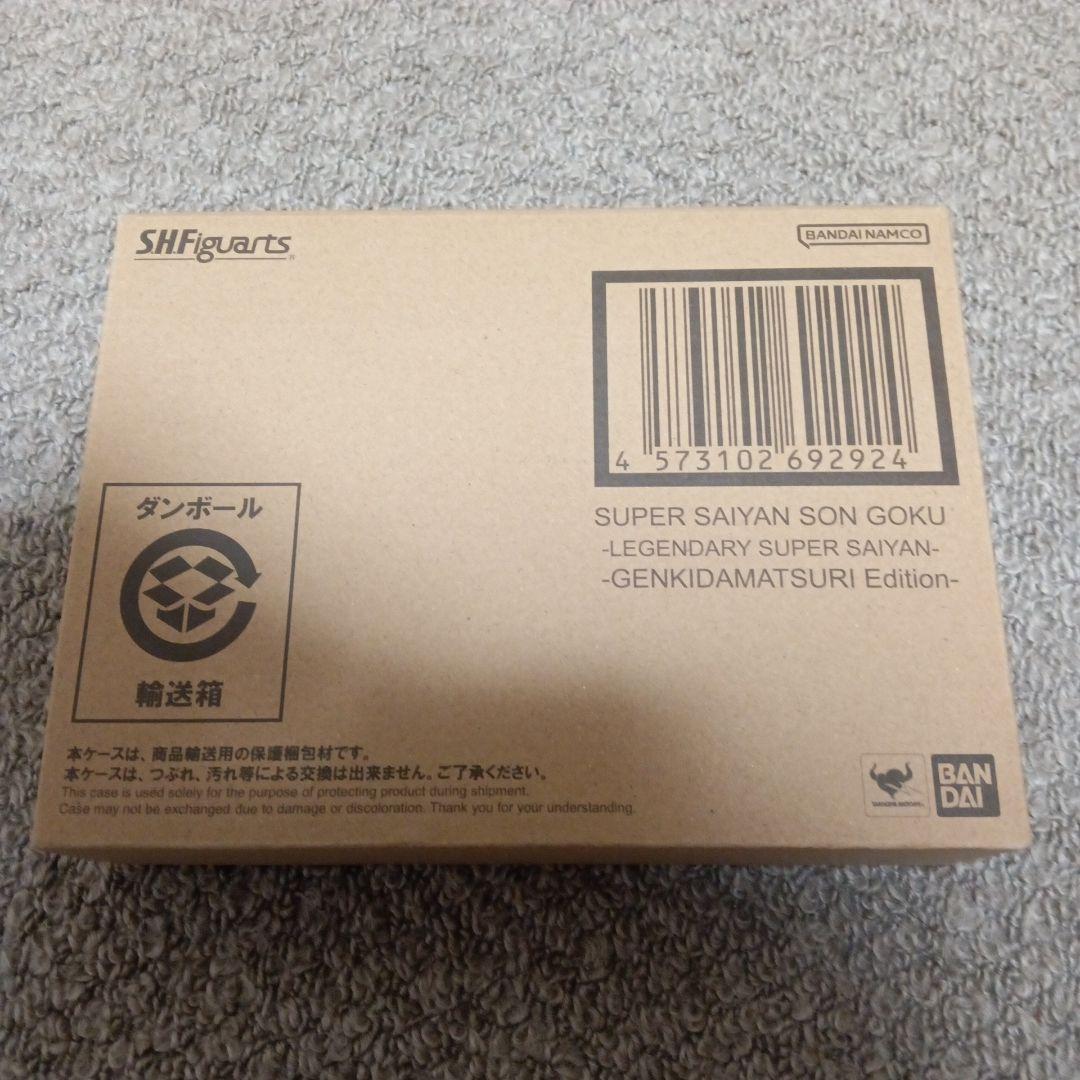 S.H.Figuarts
BANDAI NAMCO
4 573102 692924
SUPER SAIYAN SON GOKU
-LEGENDARY SUPER SAIYAN-
-GENKIDAMATSURI Edition-
ダンボール
輸送箱
本ケースは、商品輸送用の保護梱包材です。
本ケースは、つぶれ、汚れ等による交換は出来ません。ご了承ください。
This case is used solely for the purpose of protecting product during shipment.
Case may not be exchanged due to damage or discoloration. Thank you for your understanding.
BAN
DAI